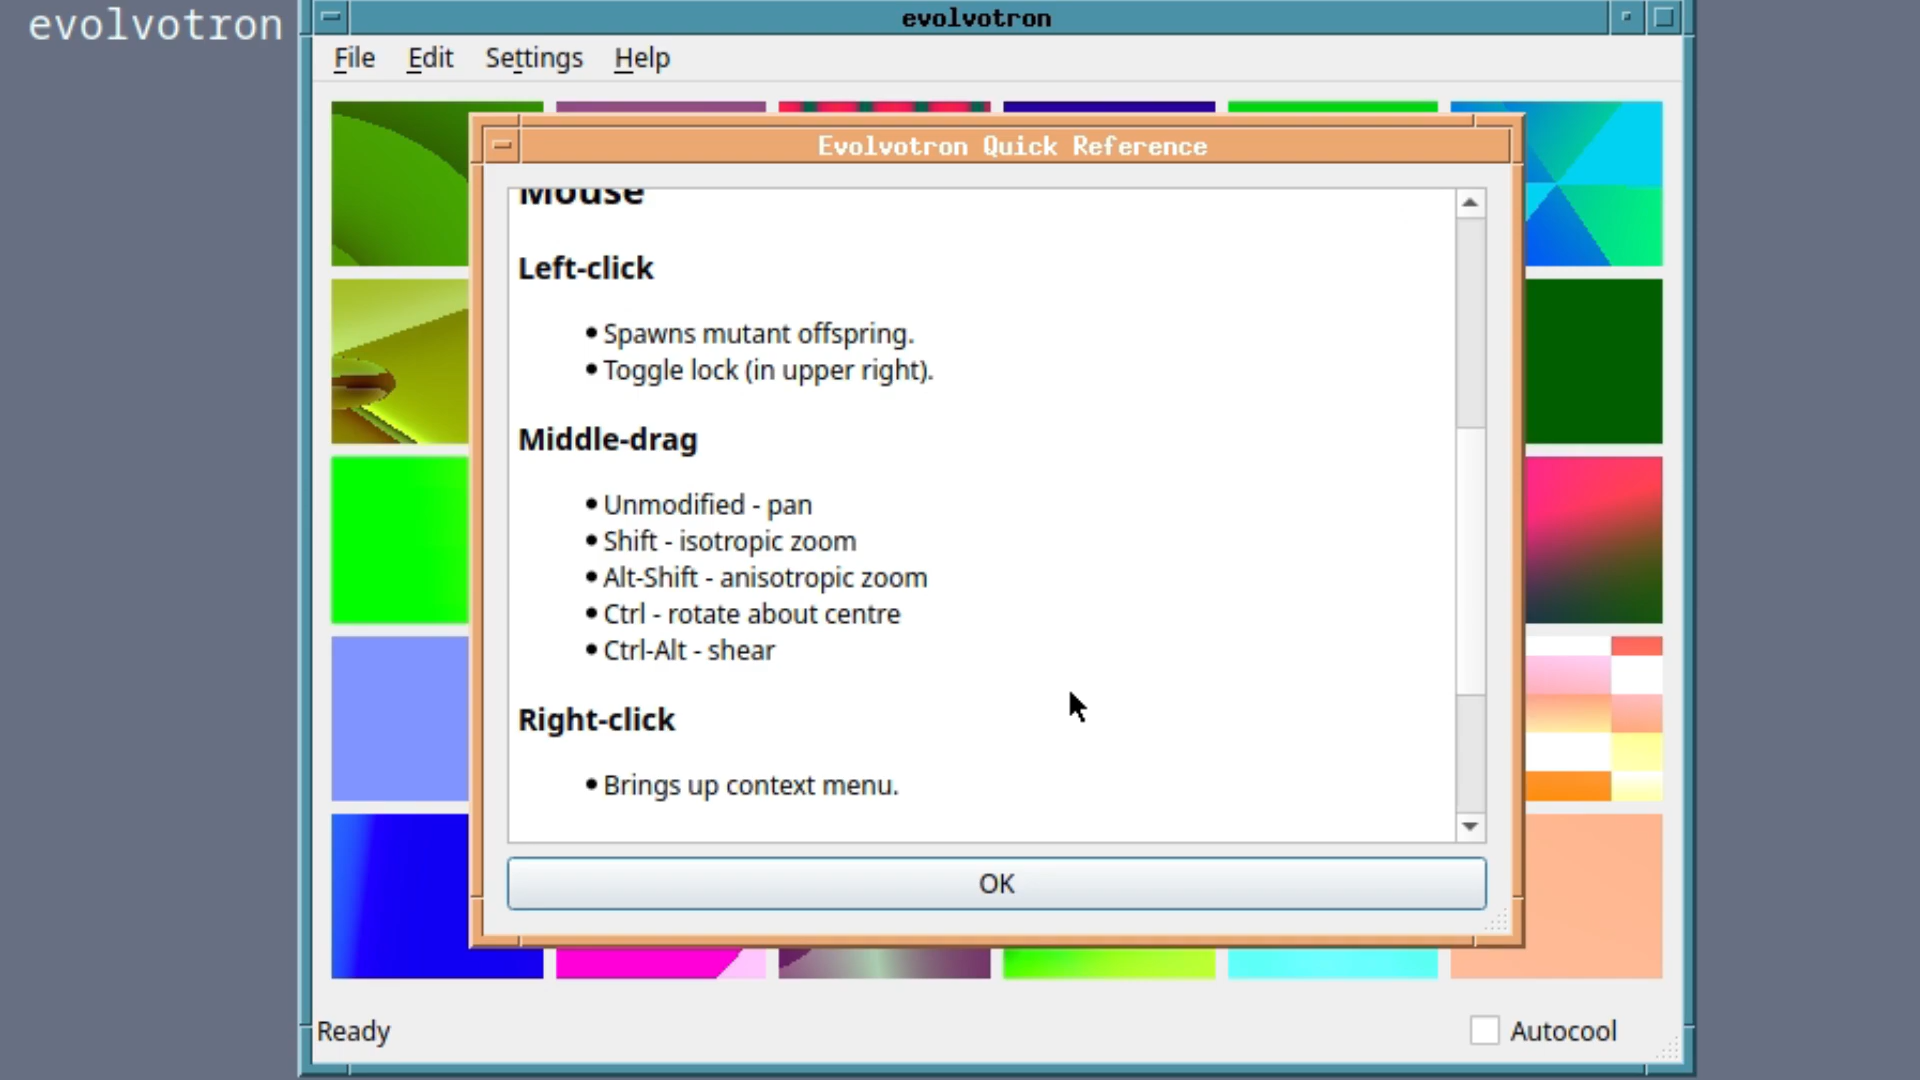 evolvotron
evolvotron
File Edit Settings Help
Evolvotron Quick Reference
Mouse
Left-click
• Spawns mutant offspring.
• Toggle lock (in upper right).
Middle-drag
• Unmodified - pan
• Shift - isotropic zoom
• Alt-Shift - anisotropic zoom
• Ctrl - rotate about centre
• Ctrl-Alt - shear
Right-click
• Brings up context menu.
OK
Ready Autocool